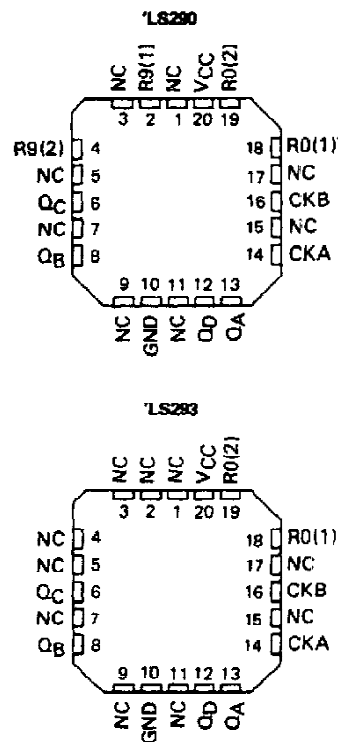 'LS290
NC R9(1) NC VCC R0(2)
3 2 1 20 19
R9(2) 4 18 R0(1)
NC 5 17 NC
QC 6 16 CKB
NC 7 15 NC
QB 8 14 CKA
9 10 11 12 13
NC GND NC QD QA
'LS293
NC NC NC VCC R0(2)
3 2 1 20 19
NC 4 18 R0(1)
NC 5 17 NC
QC 6 16 CKB
NC 7 15 NC
QB 8 14 CKA
9 10 11 12 13
NC GND NC QD QA